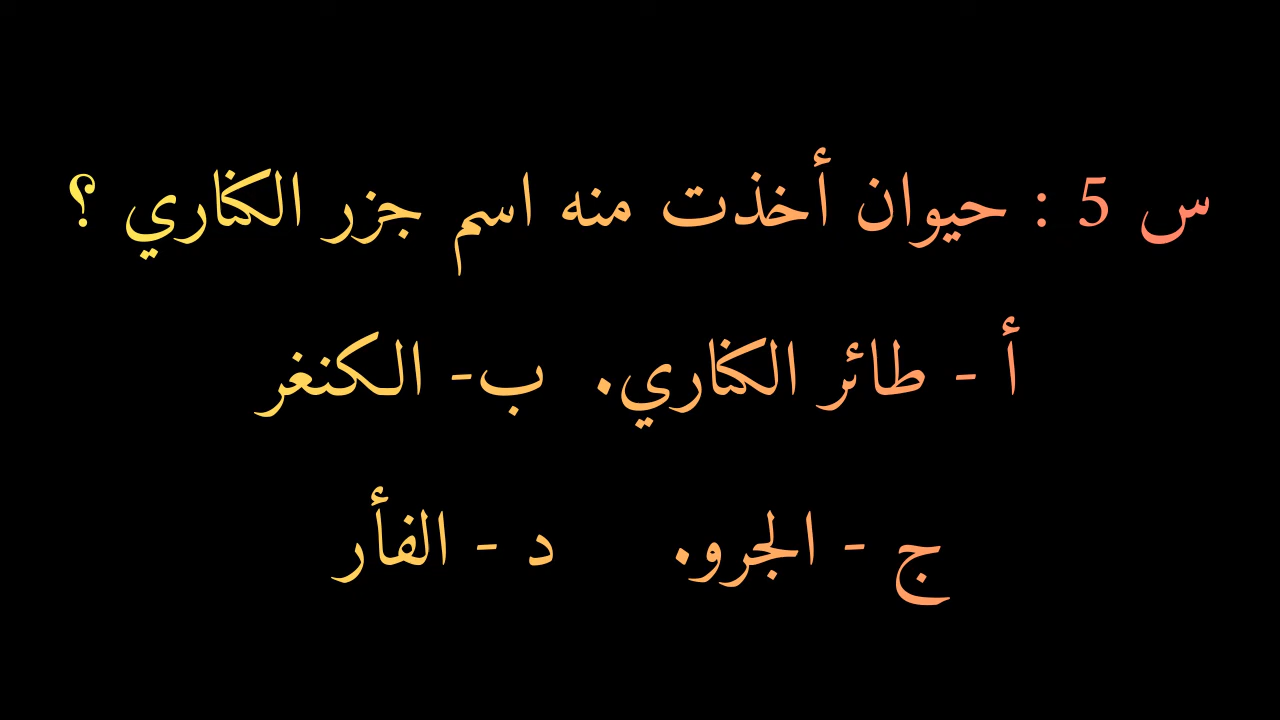 س 5 : حيوان أخذت منه اسم جزر الكناري ؟
أ - طائر الكناري. ب- الكنغر
ج - الجرو. د - الفأر